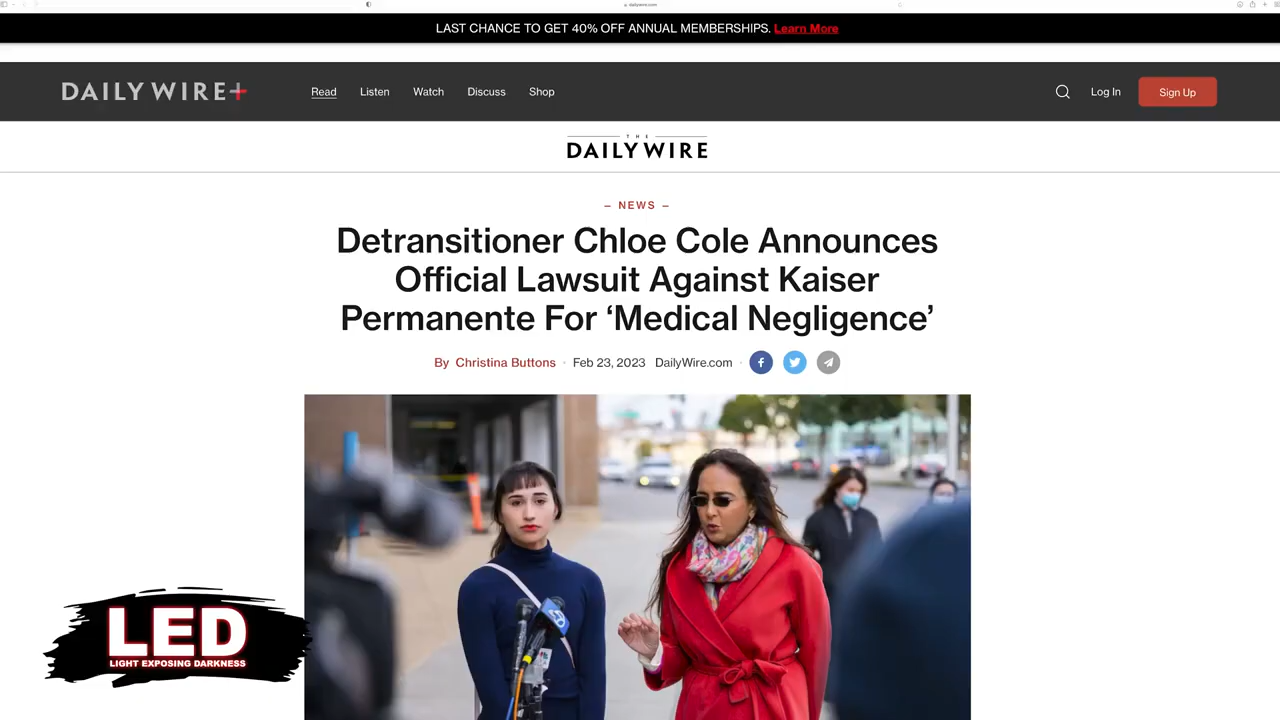 dailywire.com
LAST CHANCE TO GET 40% OFF ANNUAL MEMBERSHIPS. Learn More
DAILY WIRE+
Read Listen Watch Discuss Shop
Log In Sign Up
THE
DAILY WIRE
– NEWS –
Detransitioner Chloe Cole Announces
Official Lawsuit Against Kaiser
Permanente For ‘Medical Negligence’
By Christina Buttons · Feb 23, 2023 DailyWire.com ·
LED
LIGHT EXPOSING DARKNESS